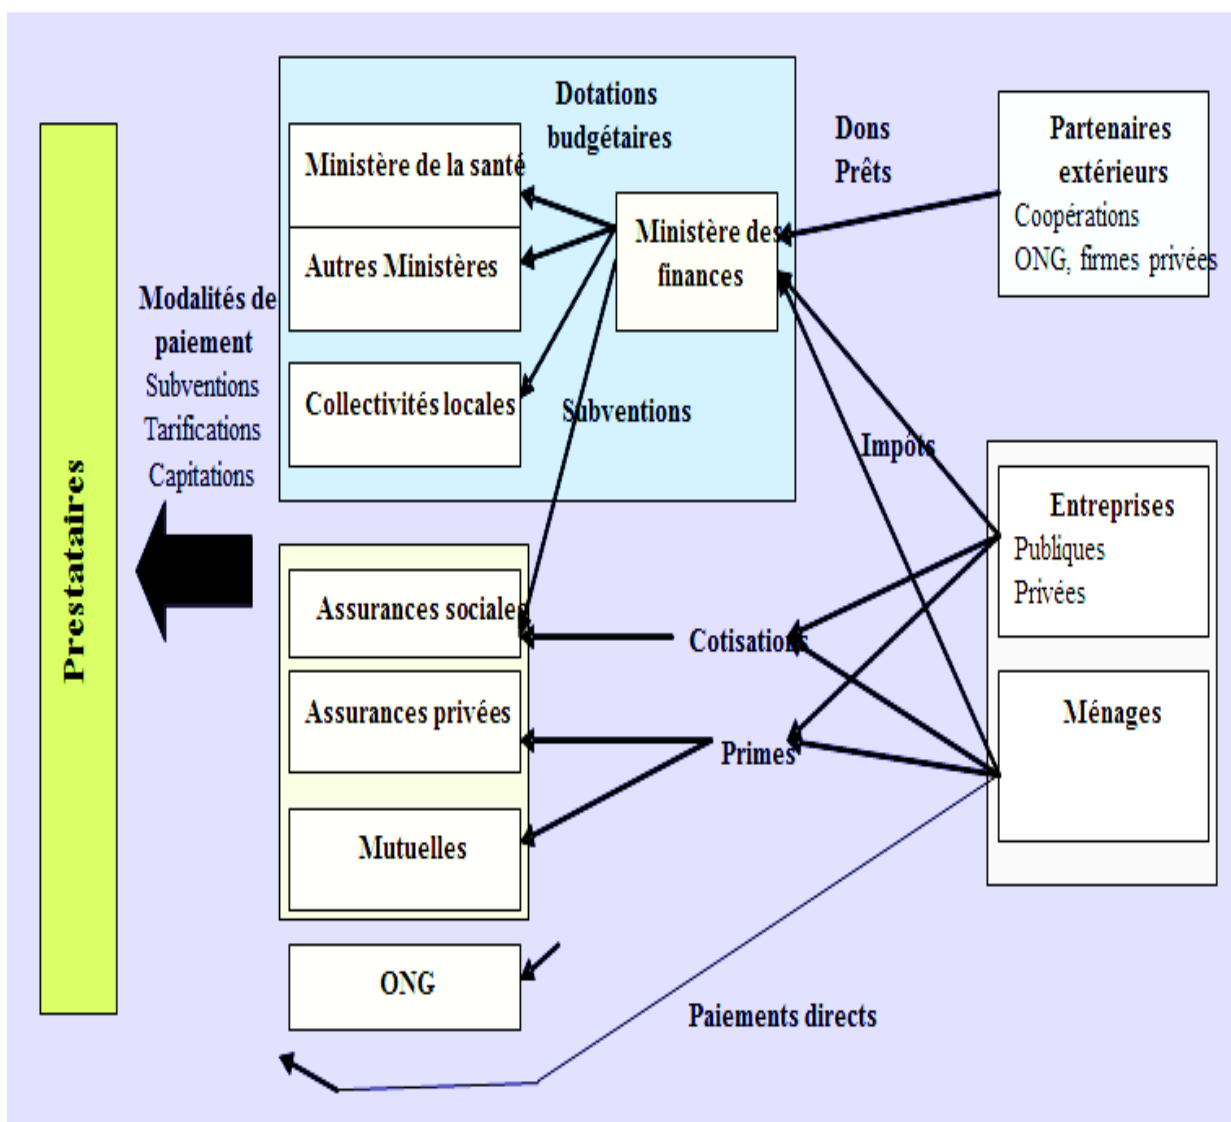 Prestataires
Modalités de
paiement
Subventions
Tarifications
Capitations
Dotations
budgétaires
Ministère de la santé
Autres Ministères
Collectivités locales
Ministère des
finances
Subventions
Assurances sociales
Assurances privées
Mutuelles
ONG
Dons
Prêts
Impôts
Cotisations
Primes
Paiements directs
Partenaires
extérieurs
Coopérations
ONG, firmes privées
Entreprises
Publiques
Privées
Ménages